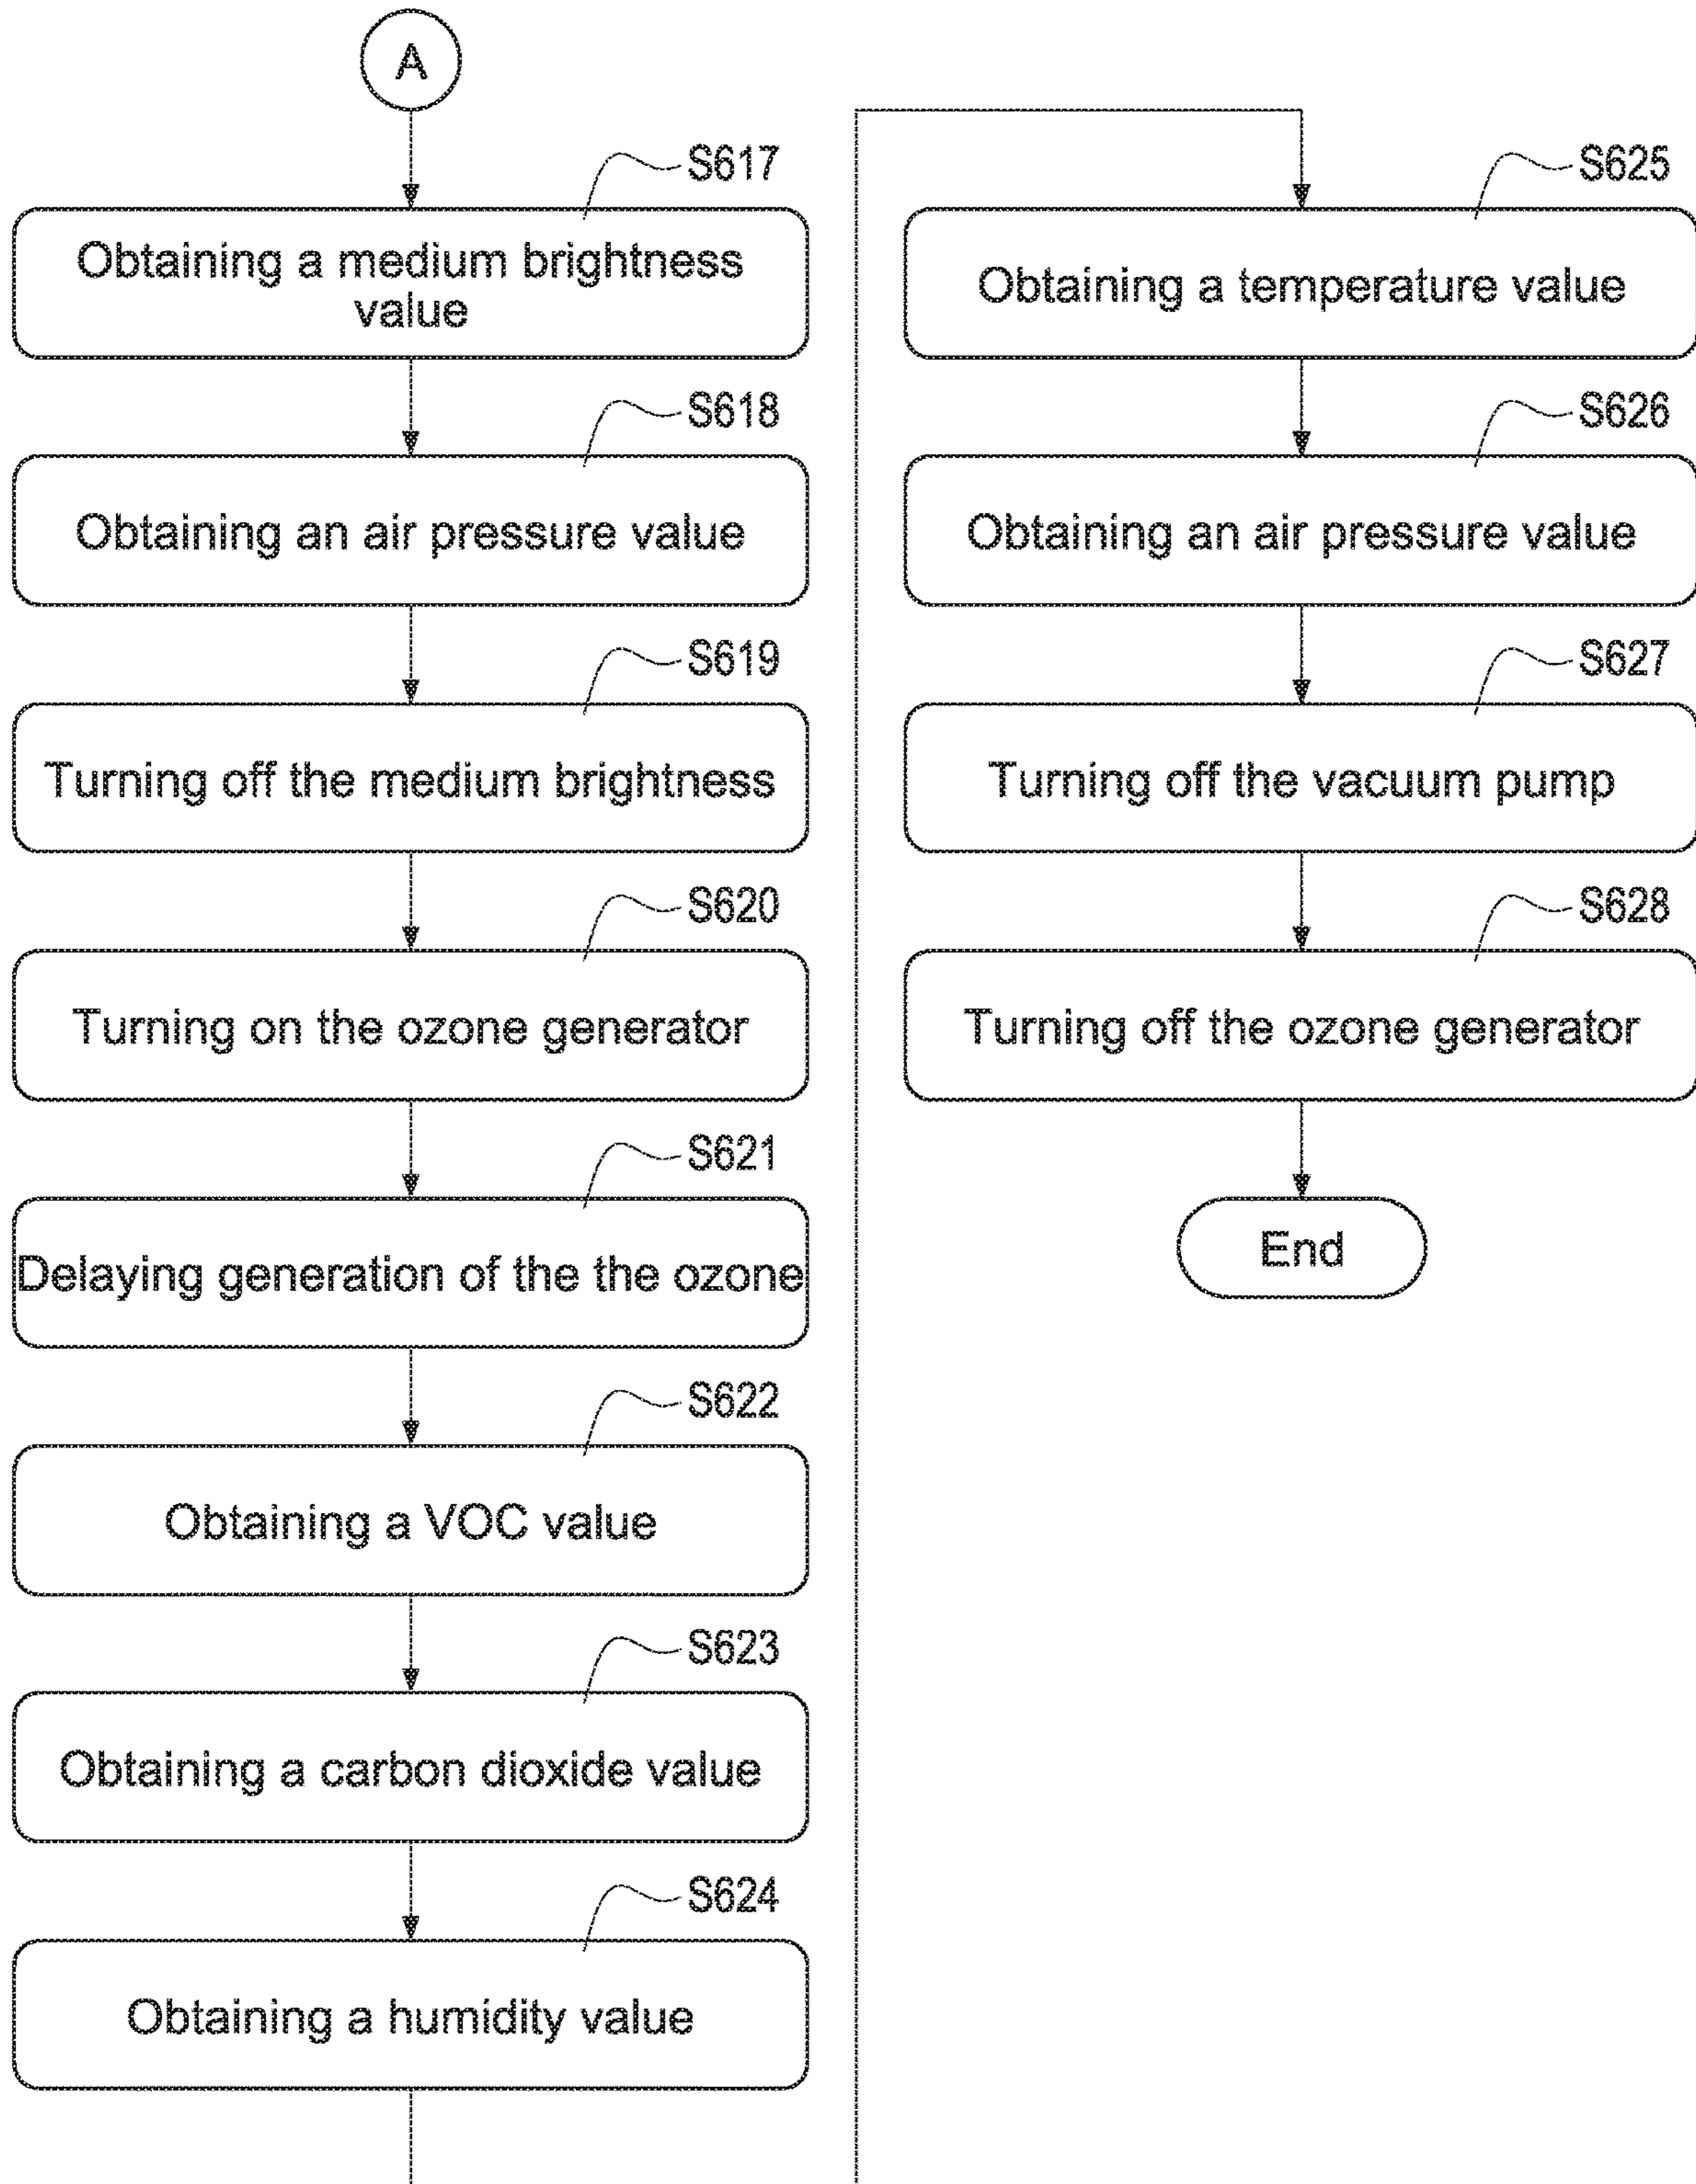 A
S617
Obtaining a medium brightness
value
S618
Obtaining an air pressure value
S619
Turning off the medium brightness
S620
Turning on the ozone generator
S621
Delaying generation of the the ozone
S622
Obtaining a VOC value
S623
Obtaining a carbon dioxide value
S624
Obtaining a humidity value
S625
Obtaining a temperature value
S626
Obtaining an air pressure value
S627
Turning off the vacuum pump
S628
Turning off the ozone generator
End